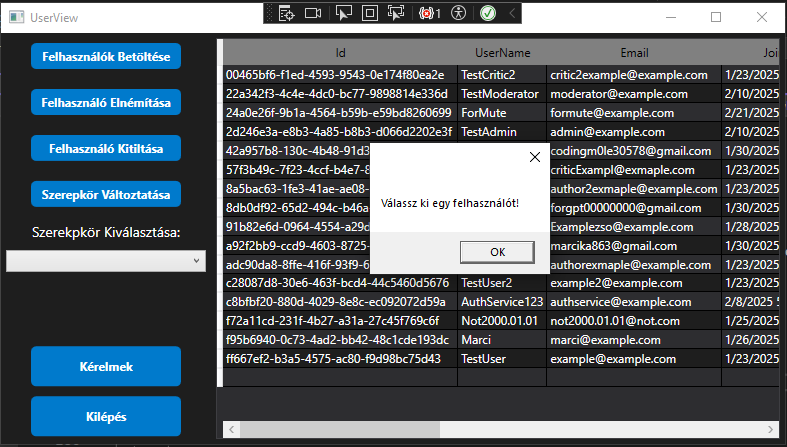 UserView
1
Felhasználók Betöltése
Felhasználó Elnémítása
Felhasználó Kitiltása
Szerepkör Változtatása
Szerekpkör Kiválasztása:
Kérelmek
Kilépés
Id UserName Email Joi
00465bf6-f1ed-4593-9543-0e174f80ea2e TestCritic2 critic2example@example.com 1/23/2025
22a342f3-4c4e-4dc0-bc77-9898814e336d TestModerator moderator@example.com 2/10/2025
24a0e26f-9b1a-4564-b59b-e59bd8260699 ForMute formute@example.com 2/21/2025
2d246e3a-e8b3-4a85-b8b3-d066d2202e3f TestAdmin admin@example.com 2/10/2025
42a957b8-130c-4b48-91d3 codingm0le30578@gmail.com 1/30/2025
57f3b49c-7f23-4ccf-b4e7-8 criticExampl@exmaple.com 1/23/2025
8a5bac63-1fe3-41ae-ae08- author2exmaple@example.com 1/23/2025
8db0df92-65d2-494c-b46a forgpt00000000@gmail.com 1/30/2025
91b82e6d-0964-4554-a29d Examplezso@example.com 1/28/2025
a92f2bb9-ccd9-4603-8725- marcika863@gmail.com 1/30/2025
adc90da8-8ffe-416f-93f9-6 authorexmaple@example.com 1/23/2025
c28087d8-30e6-463f-bcd4-44c5460d5676 TestUser2 example2@example.com 1/23/2025
c8bfbf20-880d-4029-8e8c-ec092072d59a AuthService123 authservice@example.com 2/8/2025 5
f72a11cd-231f-4b27-a31a-27c45f769c6f Not2000.01.01 not2000.01.01@not.com 1/25/2025
f95b6940-0c73-4ad2-bb42-48c1cde193dc Marci marci@example.com 1/26/2025
ff667ef2-b3a5-4575-ac80-f9d98bc75d43 TestUser example@example.com 1/23/2025
Válassz ki egy felhasználót!
OK